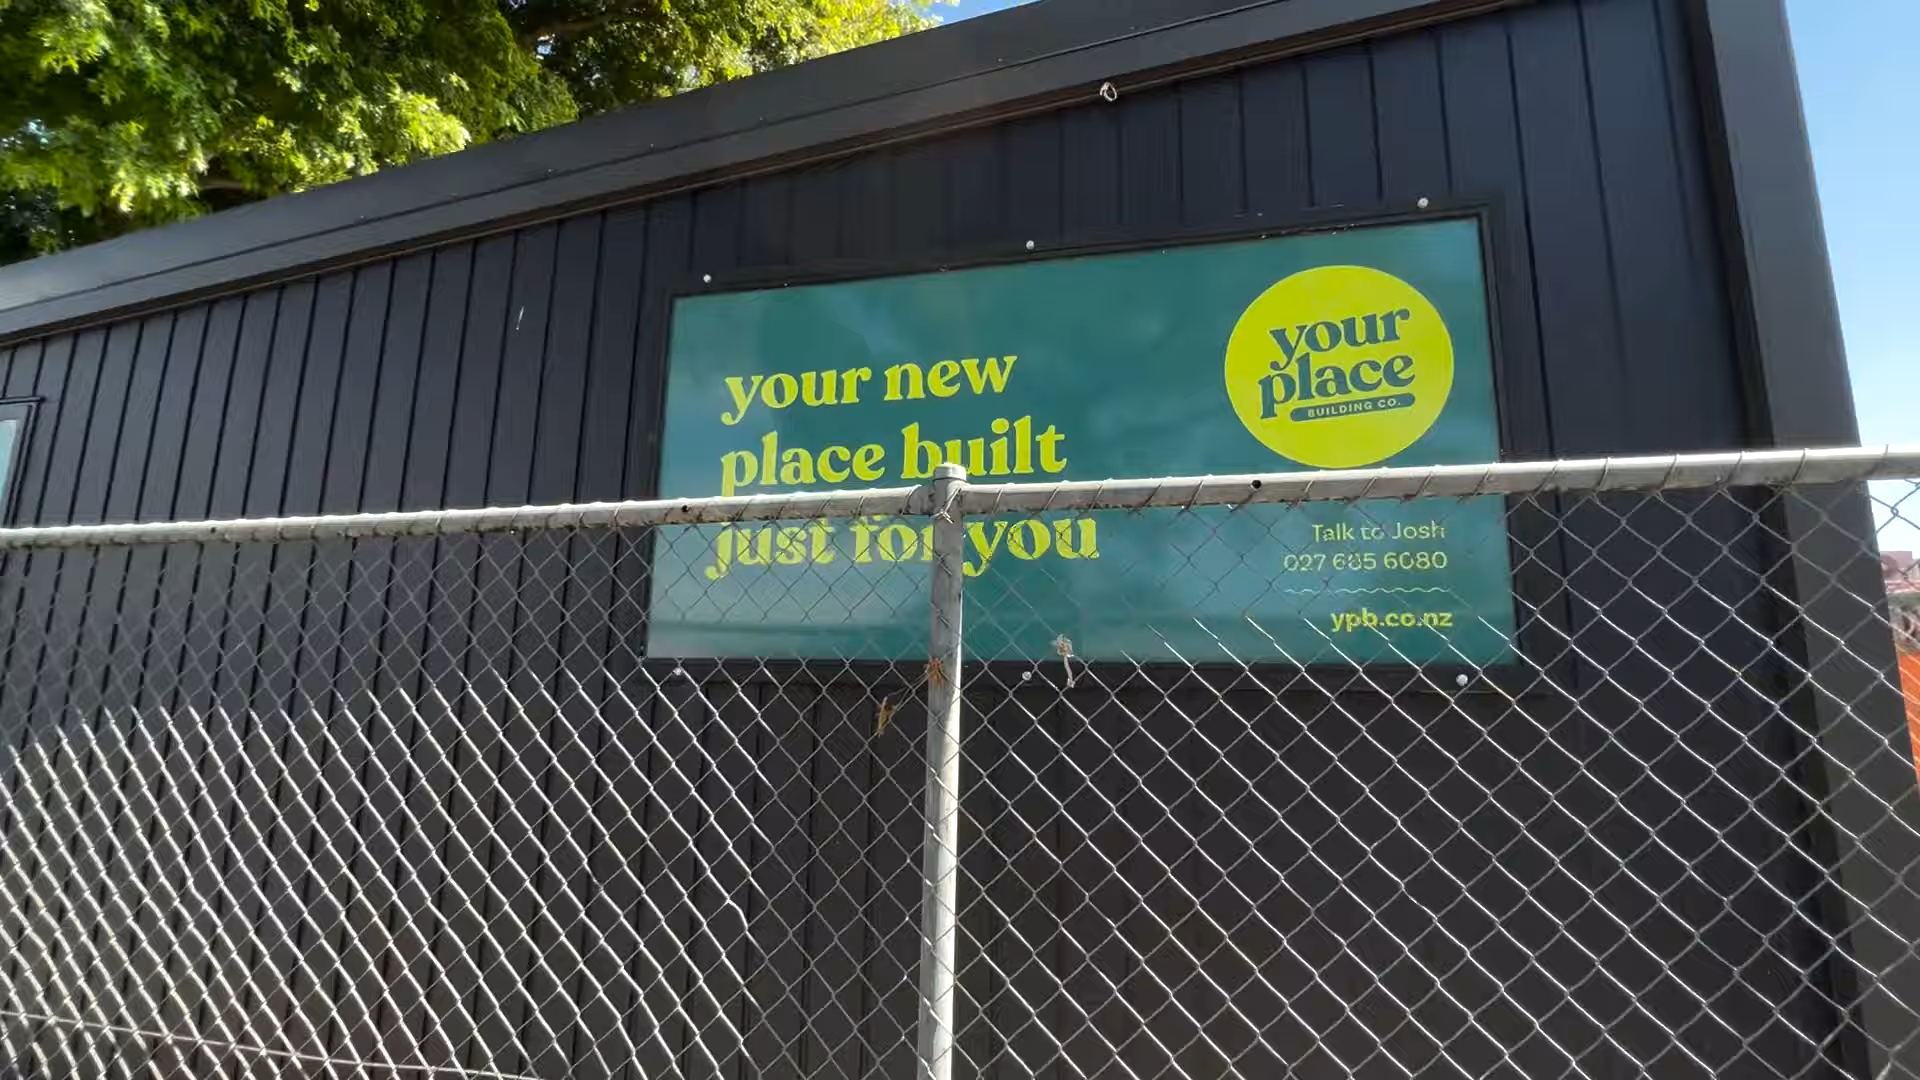 your new
place built
just for you
your
place
BUILDING CO.
Talk to Josh
027 685 6080
ypb.co.nz